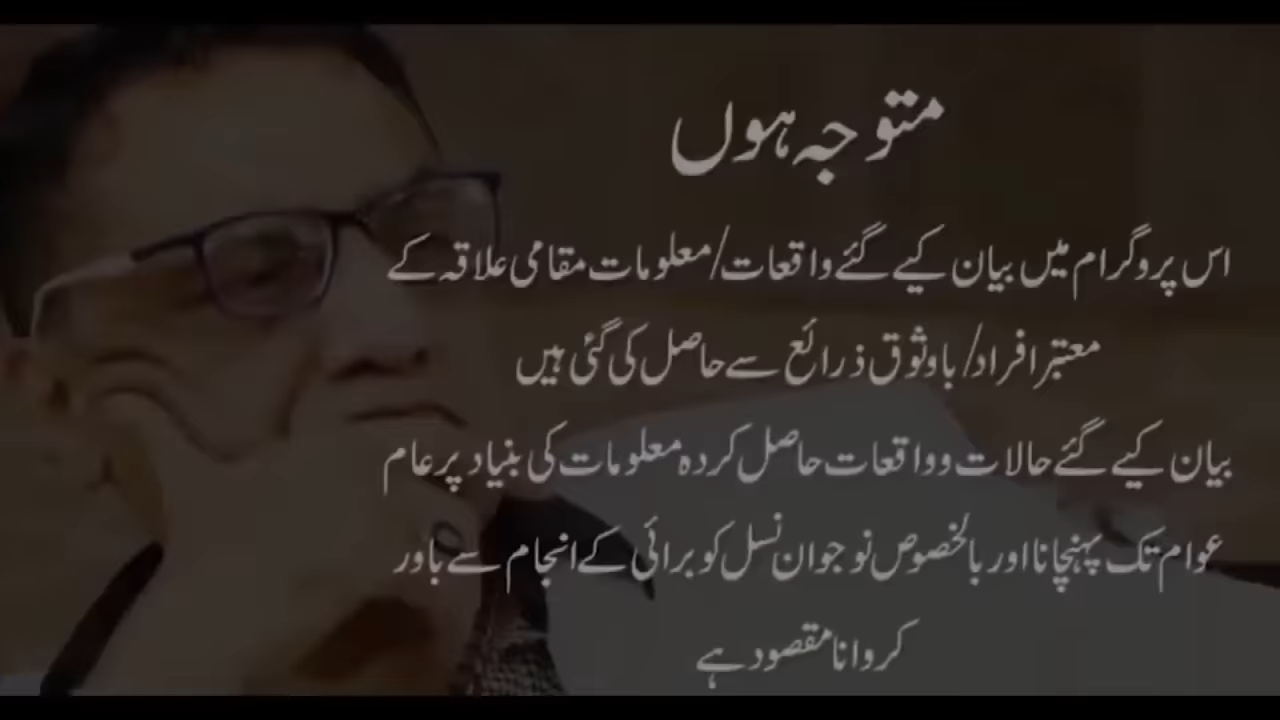 متوجہ ہوں
اس پروگرام میں بیان کیے گئے واقعات/معلومات مقامی علاقہ کے
معتبر افراد/باوثوق ذرائع سے حاصل کی گئی ہیں
بیان کیے گئے حالات و واقعات حاصل کردہ معلومات کی بنیاد پر عام
عوام تک پہنچانا اور بالخصوص نوجوان نسل کو برائی کے انجام سے باور
کروانا مقصود ہے